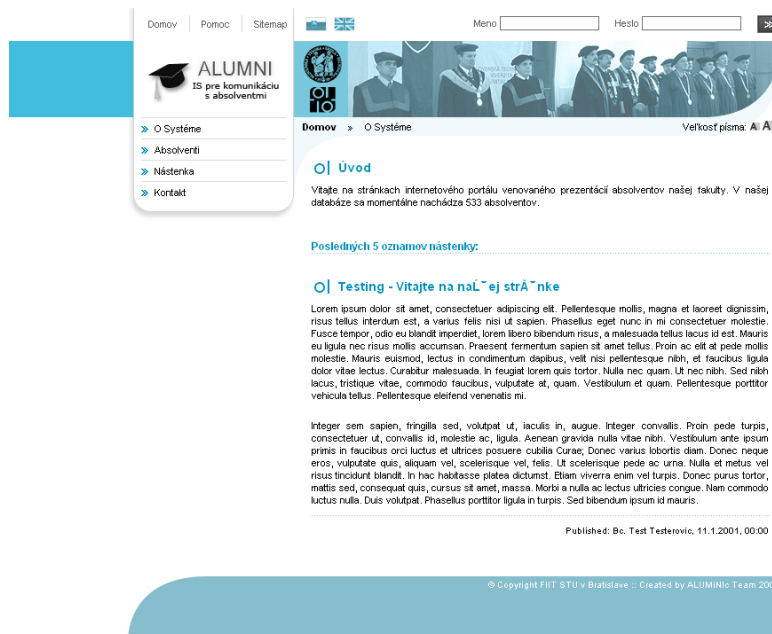 Domov Pomoc Sitemap Meno Heslo
ALUMNI
IS pre komunikáciu
s absolventmi
O Systéme
Absolventi
Nástenka
Kontakt
Domov » O Systéme Veľkosť písma: A A
Úvod
Vitajte na stránkach internetového portálu venovaného prezentácií absolventov našej fakulty. V našej
databáze sa momentálne nachádza 533 absolventov.
Posledných 5 oznamov nástenky:
Testing - Vitajte na naĹˇej strĂˇnke
Lorem ipsum dolor sit amet, consectetuer adipiscing elit. Pellentesque mollis, magna et laoreet dignissim,
risus tellus interdum est, a varius felis nisi ut sapien. Phasellus eget nunc in mi consectetuer molestie.
Fusce tempor, odio eu blandit imperdiet, lorem libero bibendum risus, a malesuada tellus lacus id est. Mauris
eu ligula nec risus mollis accumsan. Praesent fermentum sapien sit amet tellus. Proin ac elit at pede mollis
molestie. Mauris euismod, lectus in condimentum dapibus, velit nisi pellentesque nibh, et faucibus ligula
dolor vitae lectus. Curabitur malesuada. In feugiat lorem quis tortor. Nulla nec quam. Ut nec nibh. Sed nibh
lacus, tristique vitae, commodo faucibus, vulputate at, quam. Vestibulum et quam. Pellentesque porttitor
vehicula tellus. Pellentesque eleifend venenatis mi.
Integer sem sapien, fringilla sed, volutpat ut, iaculis in, augue. Integer convallis. Proin pede turpis,
consectetuer ut, convallis id, molestie ac, ligula. Aenean gravida nulla vitae nibh. Vestibulum ante ipsum
primis in faucibus orci luctus et ultrices posuere cubilia Curae; Donec varius lobortis diam. Donec neque
eros, vulputate quis, aliquam vel, scelerisque vel, felis. Ut scelerisque pede ac urna. Nulla et metus vel
risus tincidunt blandit. In hac habitasse platea dictumst. Etiam viverra enim vel turpis. Donec purus tortor,
mattis sed, consequat quis, cursus sit amet, massa. Morbi a nulla ac lectus ultricies congue. Nam commodo
luctus nulla. Duis volutpat. Phasellus porttitor ligula in turpis. Sed bibendum ipsum id mauris.
Published: Bc. Test Testerovic, 11.1.2001, 00:00
© Copyright FIIT STU v Bratislave :: Created by ALUMiNIc Team 200